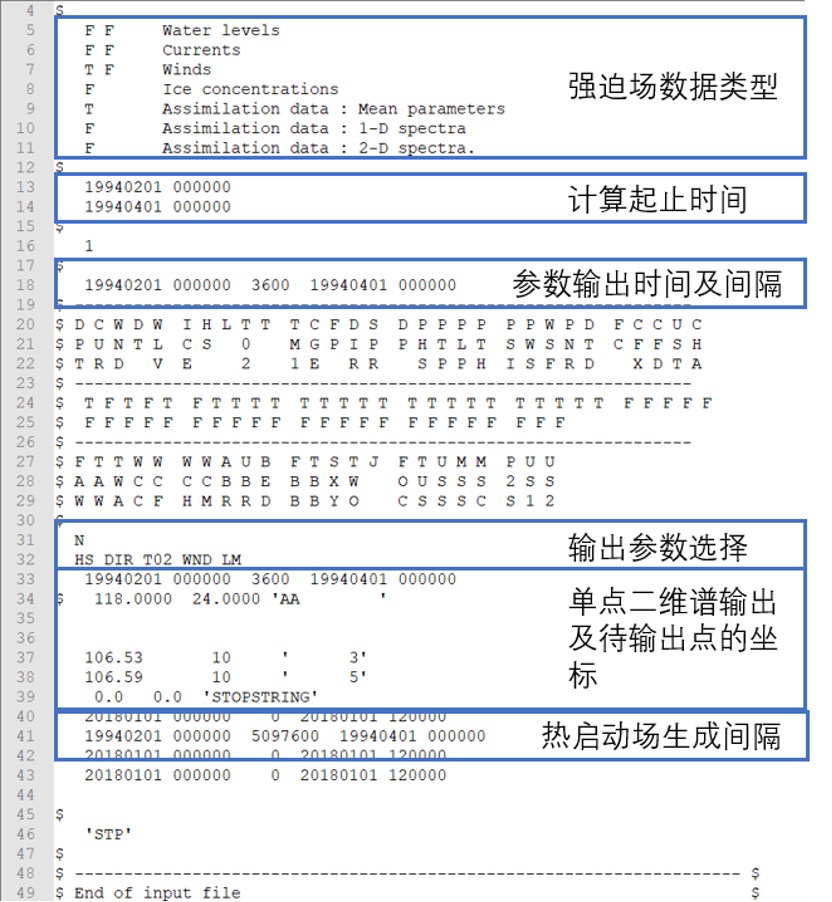 4 $
5 F F Water levels
6 F F Currents
7 T F Winds
8 F Ice concentrations
9 T Assimilation data : Mean parameters
10 F Assimilation data : 1-D spectra
11 F Assimilation data : 2-D spectra.
强迫场数据类型
12 $
13 19940201 000000
14 19940401 000000
计算起止时间
15 $
16 1
17 $
18 19940201 000000 3600 19940401 000000
参数输出时间及间隔
19 $ ---------------------------------------------------------------
20 $ D C W D W I H L T T T C F D S D P P P P P P W P D F C C U C
21 $ P U N T L C S 0 M G P I P P H T L T S W S N T C F F S H
22 $ T R D V E 2 1 E R R S P P H I S F R D X D T A
23 $ ---------------------------------------------------------------
24 $ T F T F T F T T T T T T T T T T T T T T T T T T T F F F F F
25 $ F F F F F F F F F F F F F F F F F F F F F F F
26 $ ---------------------------------------------------------------
27 $ F T T W W W W A U B F T S T J F T U M M P U U
28 $ A A W C C C C B B E B B X W O U S S S 2 S S
29 $ W W A C F H M R R D B B Y O C S S S C S 1 2
30 $
31 N
32 HS DIR T02 WND LM
输出参数选择
33 19940201 000000 3600 19940401 000000
34 $ 118.0000 24.0000 'AA '
35
36
37 106.53 10 ' 3'
38 106.59 10 ' 5'
39 0.0 0.0 'STOPSTRING'
单点二维谱输出
及待输出点的坐
标
40 20180101 000000 0 20180101 120000
41 19940201 000000 5097600 19940401 000000
热启动场生成间隔
42 20180101 000000 0 20180101 120000
43 20180101 000000 0 20180101 120000
44
45 $
46 'STP'
47 $
48 $ -------------------------------------------------------------------- $
49 $ End of input file $